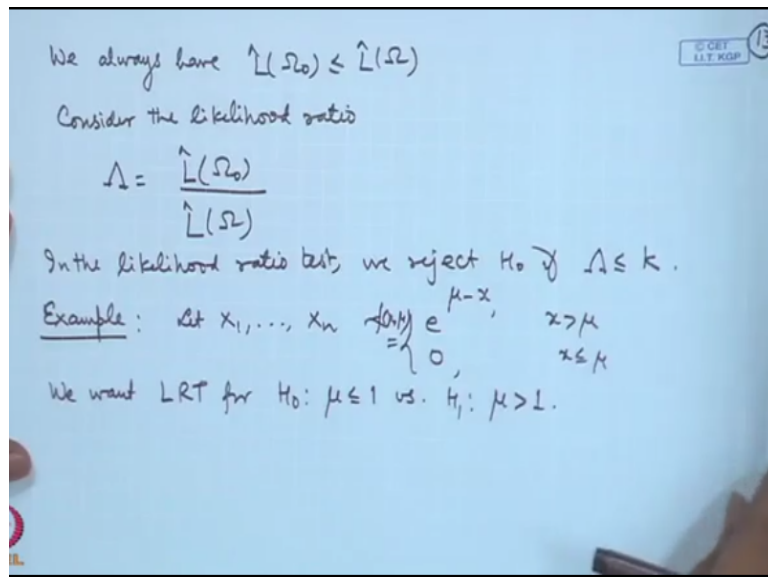 We always have L̂(Ω₀) ≤ L̂(Ω)
© CET
I.I.T. KGP
13
Consider the likelihood ratio
Λ = L̂(Ω₀) / L̂(Ω)
In the likelihood ratio test, we reject H₀ if Λ ≤ k.
Example : Let X₁, ..., Xₙ ~ f(x,μ) = { e^(μ-x), x > μ
0, x ≤ μ
We want LRT for H₀: μ ≤ 1 vs. H₁: μ > 1.